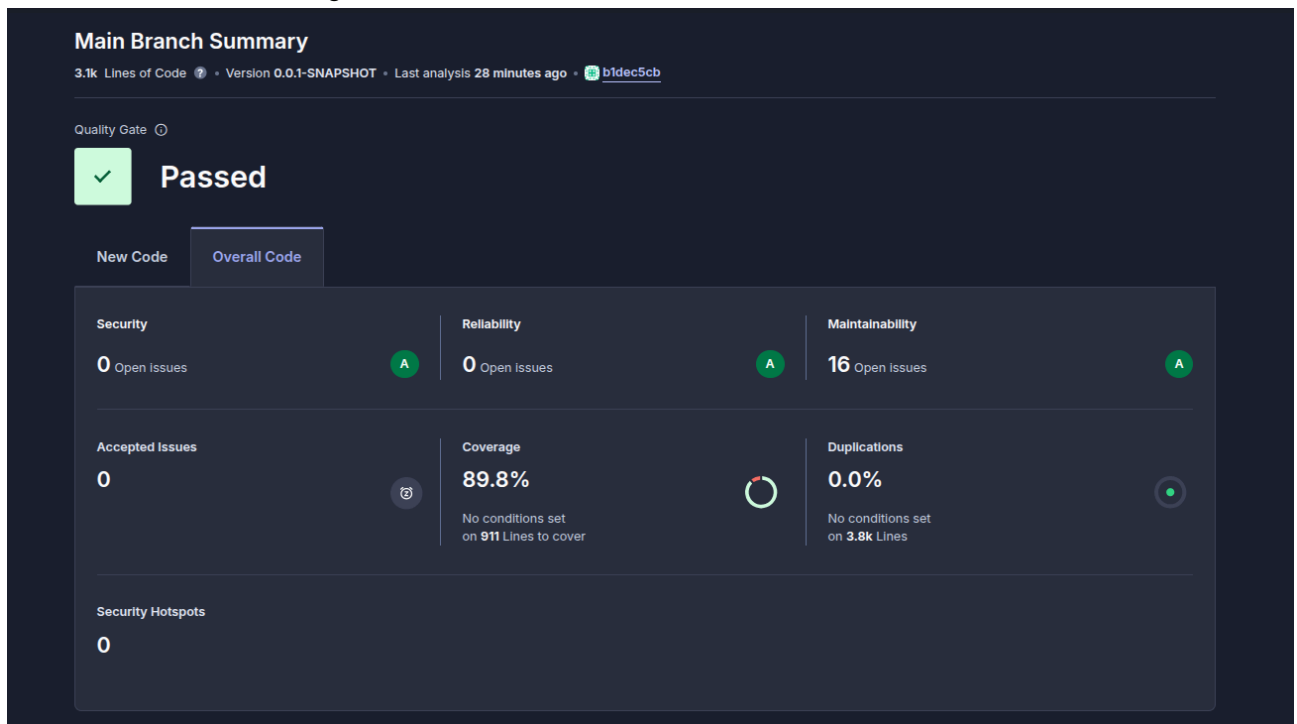 Main Branch Summary
3.1k Lines of Code ? • Version 0.0.1-SNAPSHOT • Last analysis 28 minutes ago • b1dec5cb
Quality Gate
Passed
New Code
Overall Code
Security
0 Open issues
A
Reliability
0 Open issues
A
Maintainability
16 Open issues
A
Accepted Issues
0
Coverage
89.8%
No conditions set
on 911 Lines to cover
Duplications
0.0%
No conditions set
on 3.8k Lines
Security Hotspots
0